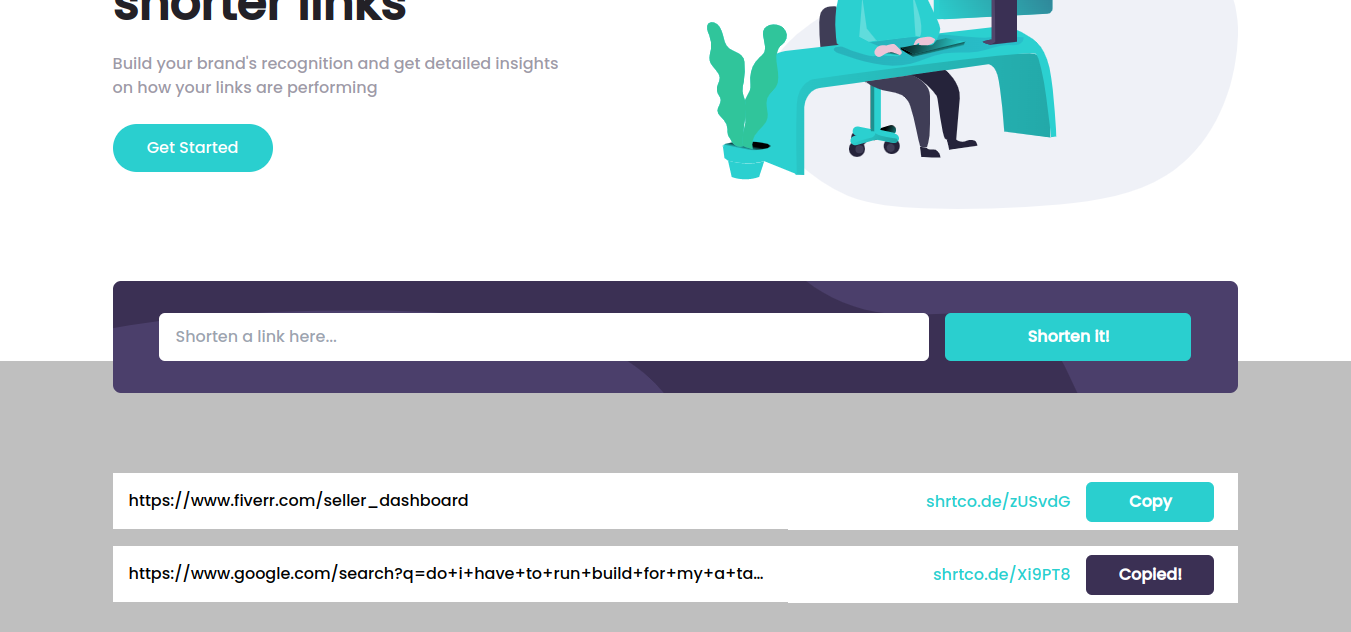 shorter links
Build your brand's recognition and get detailed insights
on how your links are performing
Get Started
Shorten a link here...
Shorten it!
https://www.fiverr.com/seller_dashboard
shrtco.de/zUSvdG
Copy
https://www.google.com/search?q=do+i+have+to+run+build+for+my+a+ta...
shrtco.de/Xi9PT8
Copied!